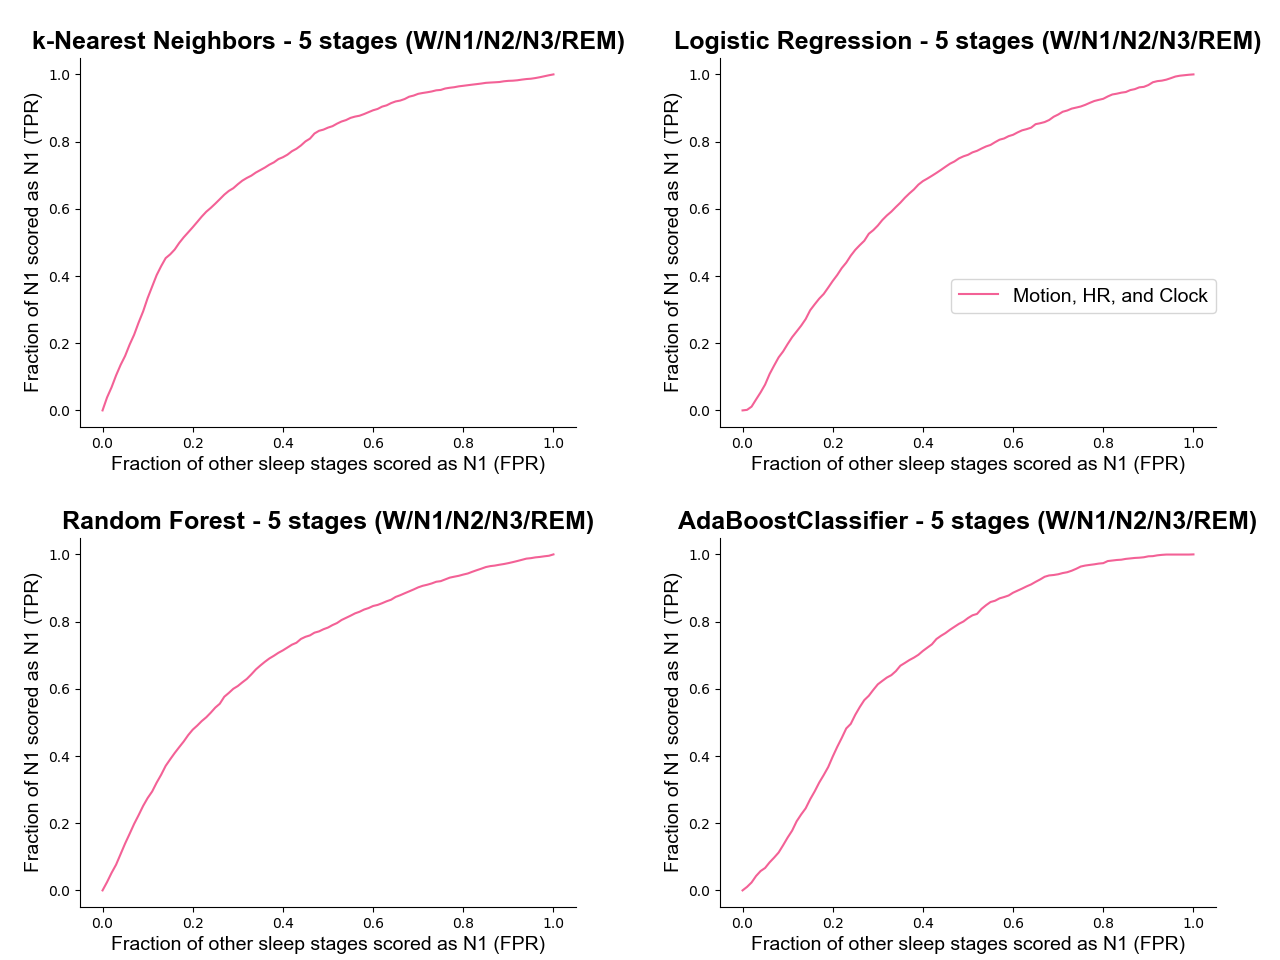 k-Nearest Neighbors - 5 stages (W/N1/N2/N3/REM)
1.0
0.8
0.6
0.4
0.2
0.0
Fraction of N1 scored as N1 (TPR)
0.0 0.2 0.4 0.6 0.8 1.0
Fraction of other sleep stages scored as N1 (FPR)
Logistic Regression - 5 stages (W/N1/N2/N3/REM)
1.0
0.8
0.6
0.4
0.2
0.0
Fraction of N1 scored as N1 (TPR)
Motion, HR, and Clock
0.0 0.2 0.4 0.6 0.8 1.0
Fraction of other sleep stages scored as N1 (FPR)
Random Forest - 5 stages (W/N1/N2/N3/REM)
1.0
0.8
0.6
0.4
0.2
0.0
Fraction of N1 scored as N1 (TPR)
0.0 0.2 0.4 0.6 0.8 1.0
Fraction of other sleep stages scored as N1 (FPR)
AdaBoostClassifier - 5 stages (W/N1/N2/N3/REM)
1.0
0.8
0.6
0.4
0.2
0.0
Fraction of N1 scored as N1 (TPR)
0.0 0.2 0.4 0.6 0.8 1.0
Fraction of other sleep stages scored as N1 (FPR)